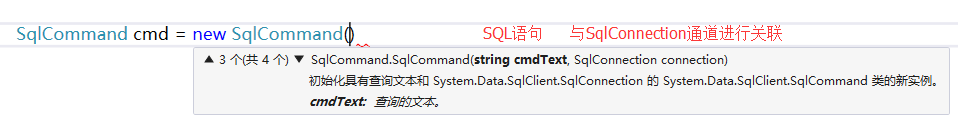 SqlCommand cmd = new SqlCommand() SQL语句 与SqlConnection通道进行关联
▲ 3 个(共 4 个) ▼ SqlCommand.SqlCommand(string cmdText, SqlConnection connection)
初始化具有查询文本和 System.Data.SqlClient.SqlConnection 的 System.Data.SqlClient.SqlCommand 类的新实例。
cmdText: 查询的文本。